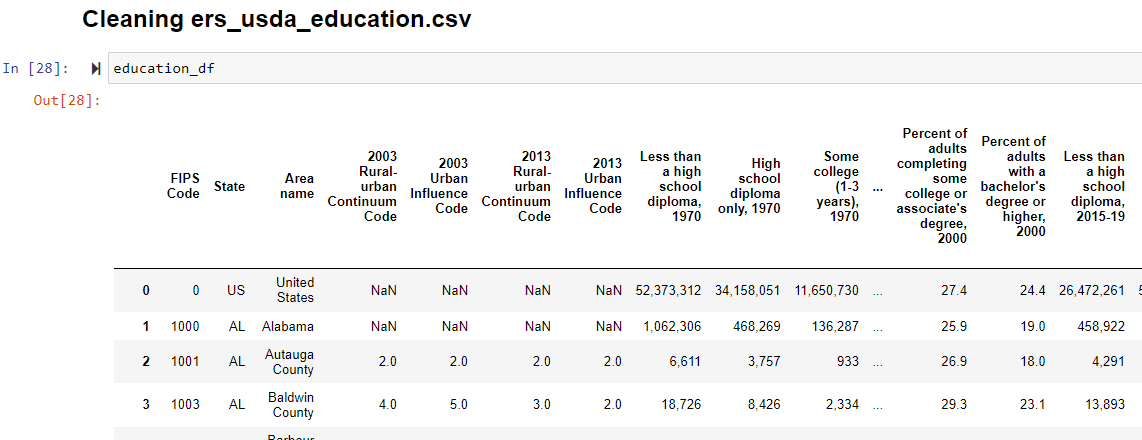 Cleaning ers_usda_education.csv
In [28]: education_df
Out[28]:
FIPS Code State Area name 2003 Rural-urban Continuum Code 2003 Urban Influence Code 2013 Rural-urban Continuum Code 2013 Urban Influence Code Less than a high school diploma, 1970 High school diploma only, 1970 Some college (1-3 years), 1970 ... Percent of adults completing some college or associate's degree, 2000 Percent of adults with a bachelor's degree or higher, 2000 Less than a high school diploma, 2015-19
0 0 US United States NaN NaN NaN NaN 52,373,312 34,158,051 11,650,730 ... 27.4 24.4 26,472,261
1 1000 AL Alabama NaN NaN NaN NaN 1,062,306 468,269 136,287 ... 25.9 19.0 458,922
2 1001 AL Autauga County 2.0 2.0 2.0 2.0 6,611 3,757 933 ... 26.9 18.0 4,291
3 1003 AL Baldwin County 4.0 5.0 3.0 2.0 18,726 8,426 2,334 ... 29.3 23.1 13,893